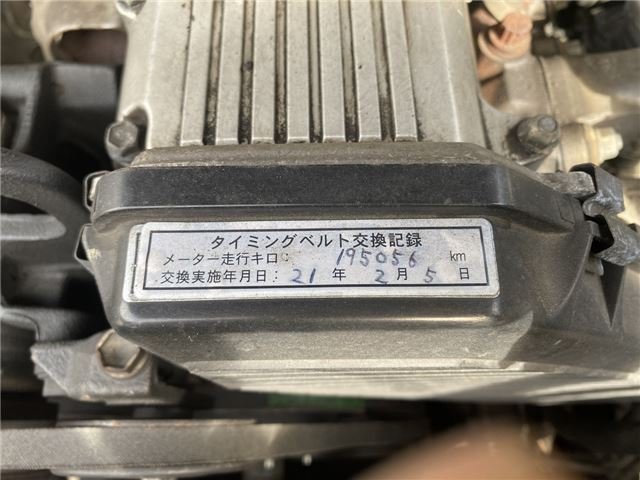 タイミングベルト交換記録
メーター走行キロ: 195056 km
交換実施年月日: 21 年 2 月 5 日